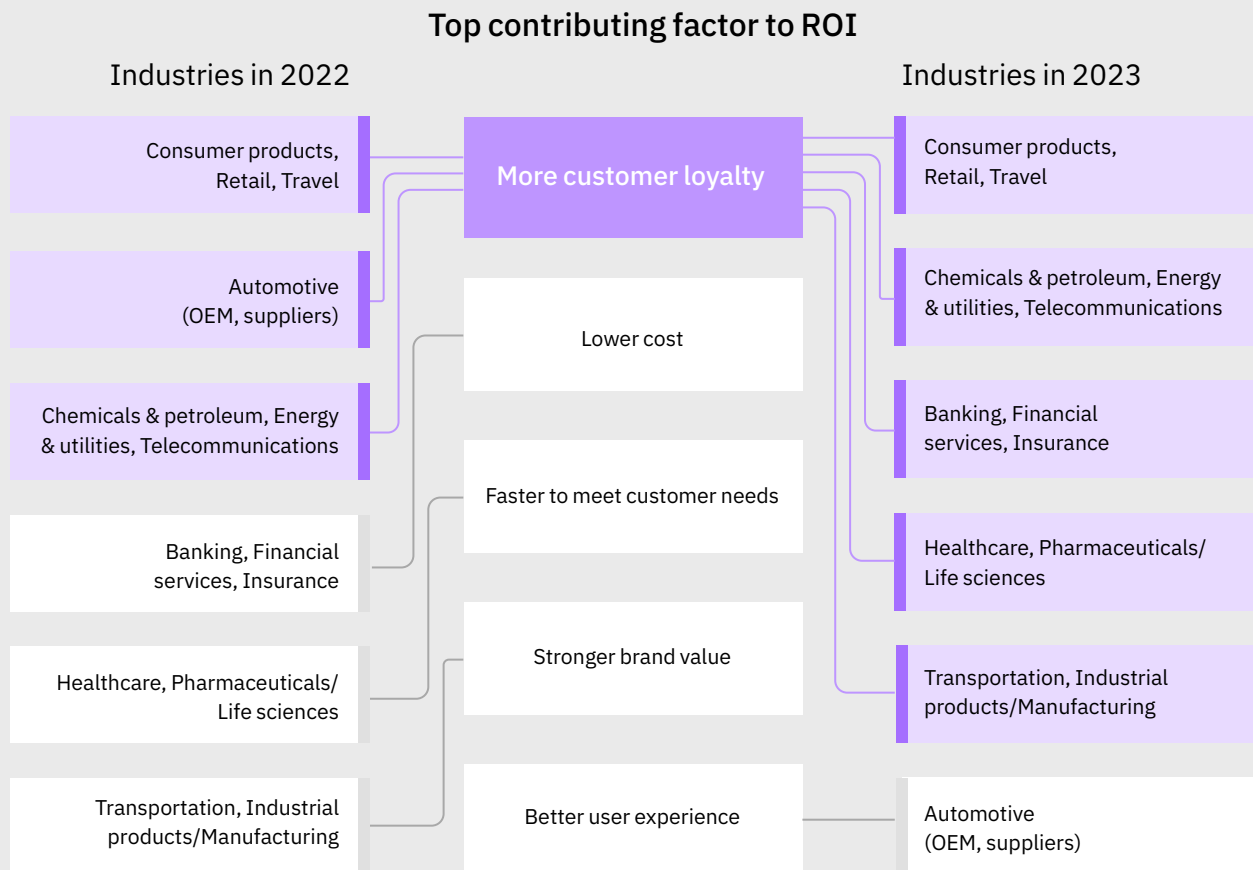 Top contributing factor to ROI
Industries in 2022
Consumer products,
Retail, Travel
Automotive
(OEM, suppliers)
Chemicals & petroleum, Energy
& utilities, Telecommunications
Banking, Financial
services, Insurance
Healthcare, Pharmaceuticals/
Life sciences
Transportation, Industrial
products/Manufacturing
More customer loyalty
Lower cost
Faster to meet customer needs
Stronger brand value
Better user experience
Industries in 2023
Consumer products,
Retail, Travel
Chemicals & petroleum, Energy
& utilities, Telecommunications
Banking, Financial
services, Insurance
Healthcare, Pharmaceuticals/
Life sciences
Transportation, Industrial
products/Manufacturing
Automotive
(OEM, suppliers)